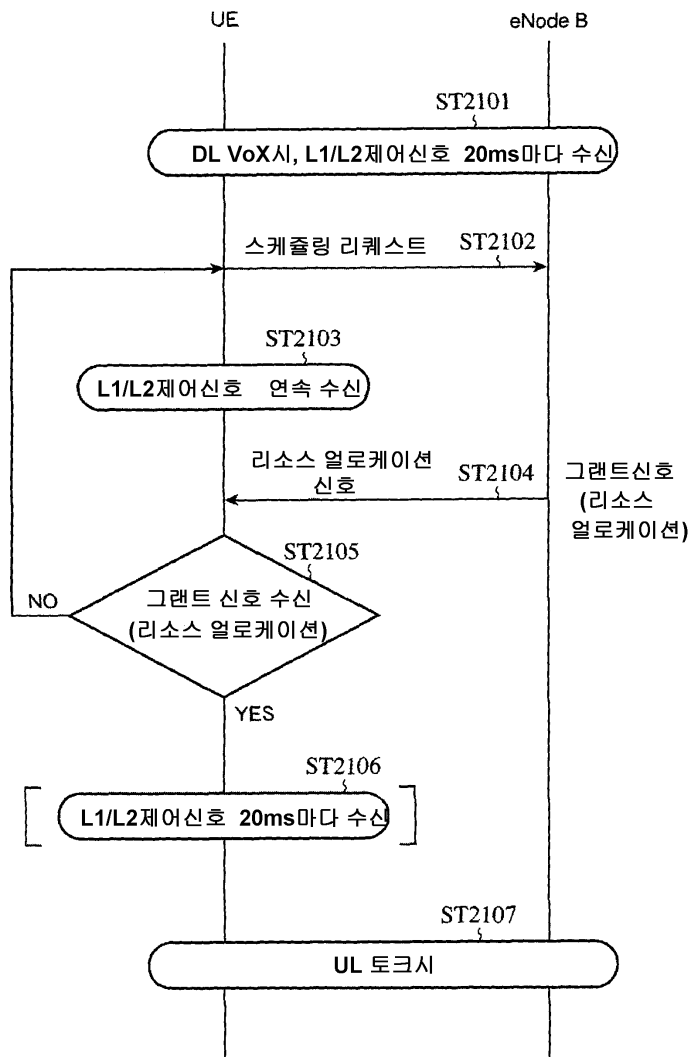 UE
eNode B
ST2101
DL VoX시, L1/L2제어신호 20ms마다 수신
스케쥴링 리퀘스트
ST2102
ST2103
L1/L2제어신호 연속 수신
리소스 얼로케이션
신호
ST2104
그랜트신호
(리소스
얼로케이션)
ST2105
NO
그랜트 신호 수신
(리소스 얼로케이션)
YES
ST2106
L1/L2제어신호 20ms마다 수신
ST2107
UL 토크시